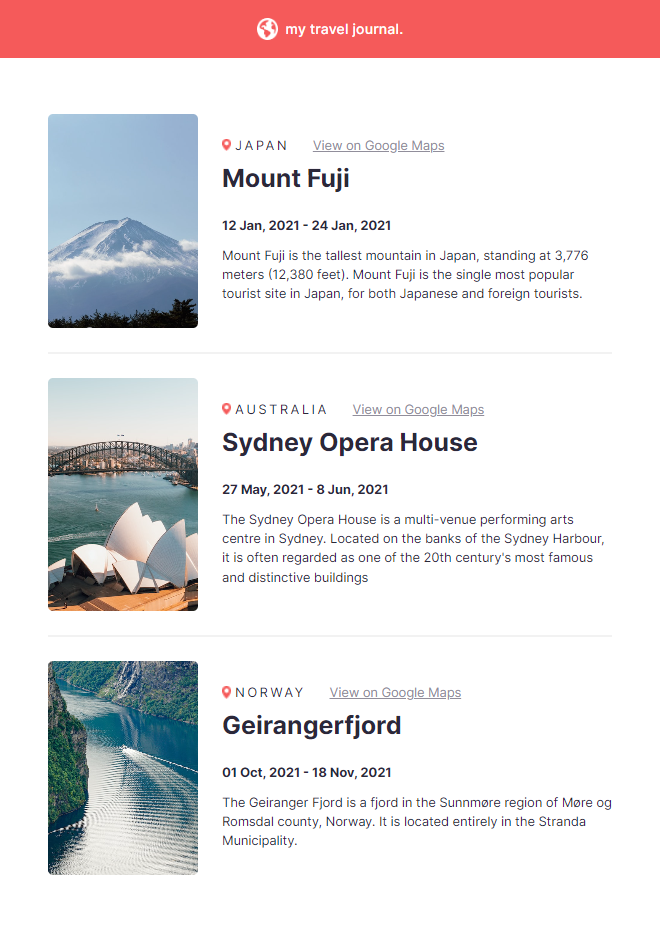 my travel journal.
JAPAN View on Google Maps
Mount Fuji
12 Jan, 2021 - 24 Jan, 2021
Mount Fuji is the tallest mountain in Japan, standing at 3,776
meters (12,380 feet). Mount Fuji is the single most popular
tourist site in Japan, for both Japanese and foreign tourists.
AUSTRALIA View on Google Maps
Sydney Opera House
27 May, 2021 - 8 Jun, 2021
The Sydney Opera House is a multi-venue performing arts
centre in Sydney. Located on the banks of the Sydney Harbour,
it is often regarded as one of the 20th century's most famous
and distinctive buildings
NORWAY View on Google Maps
Geirangerfjord
01 Oct, 2021 - 18 Nov, 2021
The Geiranger Fjord is a fjord in the Sunnmøre region of Møre og
Romsdal county, Norway. It is located entirely in the Stranda
Municipality.